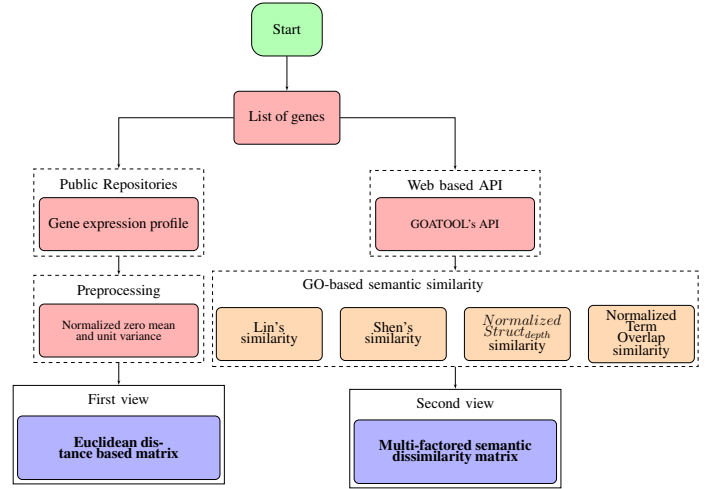 Start
List of genes
Public Repositories
Gene expression profile
Web based API
GOATOOL's API
Preprocessing
Normalized zero mean
and unit variance
GO-based semantic similarity
Lin's
similarity
Shen's
similarity
Normalized
Struct_depth
similarity
Normalized
Term
Overlap
similarity
First view
Euclidean dis-
tance based matrix
Second view
Multi-factored semantic
dissimilarity matrix